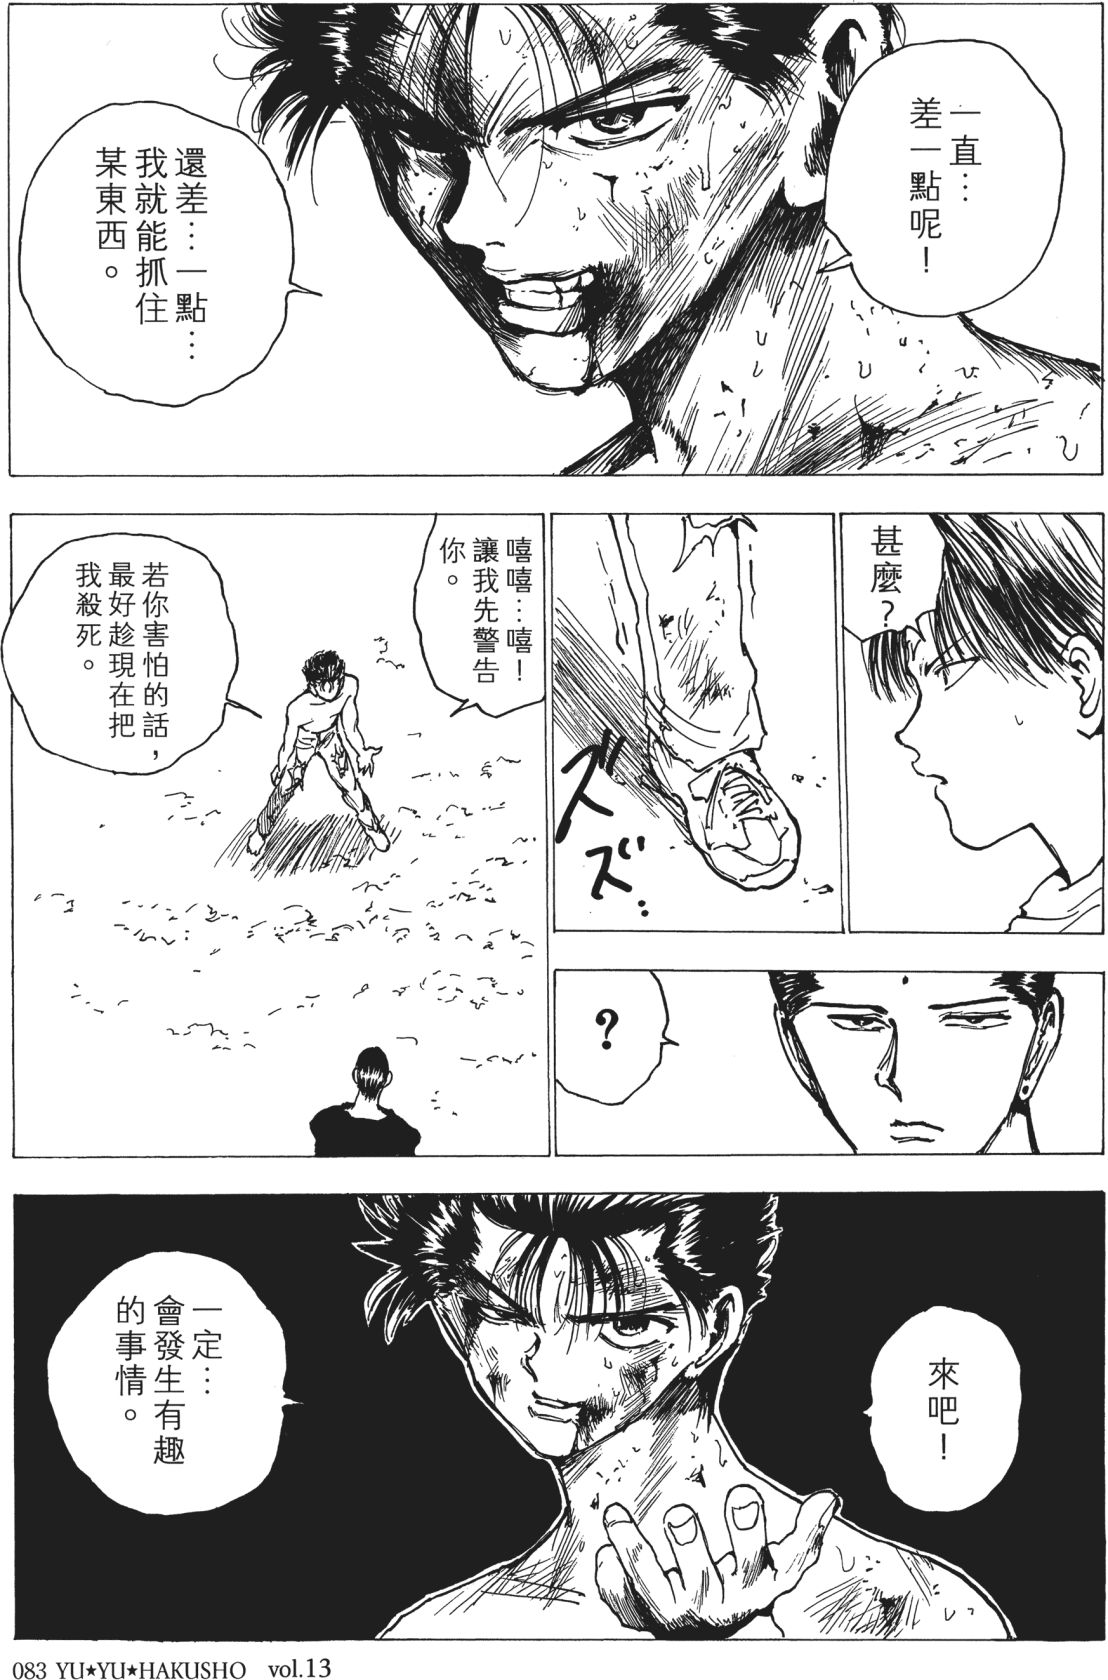 一直…
差一點呢！
還差…一點…
我就能抓住
某東西。
甚麼？
ズズ…
嘻嘻…嘻！
讓我先警告
你。
若你害怕的話，
最好趁現在把
我殺死。
？
來吧！
一定…
會發生有趣
的事情。
083 YU★YU★HAKUSHO vol.13